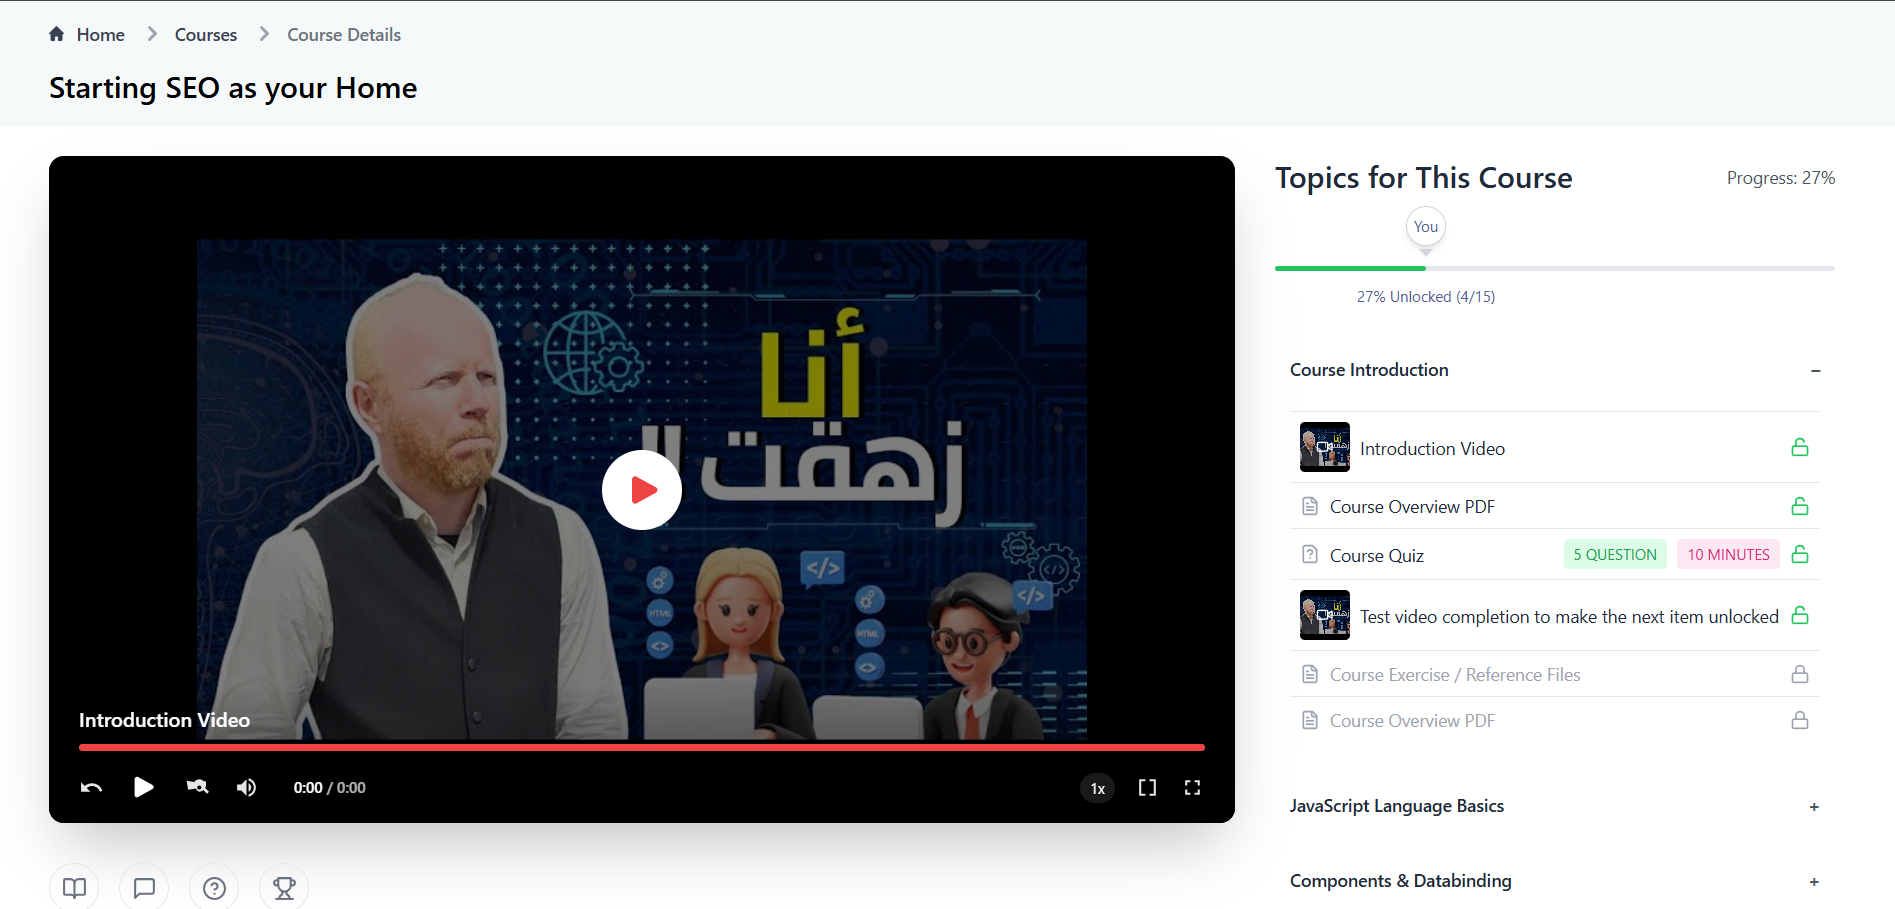 Home > Courses > Course Details
Starting SEO as your Home
أنا
زهقت
HTML
</>
HTML
</>
</>
</>
</>
Introduction Video
0:00 / 0:00
1x
Topics for This Course
Progress: 27%
You
27% Unlocked (4/15)
Course Introduction
Introduction Video
Course Overview PDF
Course Quiz 5 QUESTION 10 MINUTES
Test video completion to make the next item unlocked
Course Exercise / Reference Files
Course Overview PDF
JavaScript Language Basics
Components & Databinding